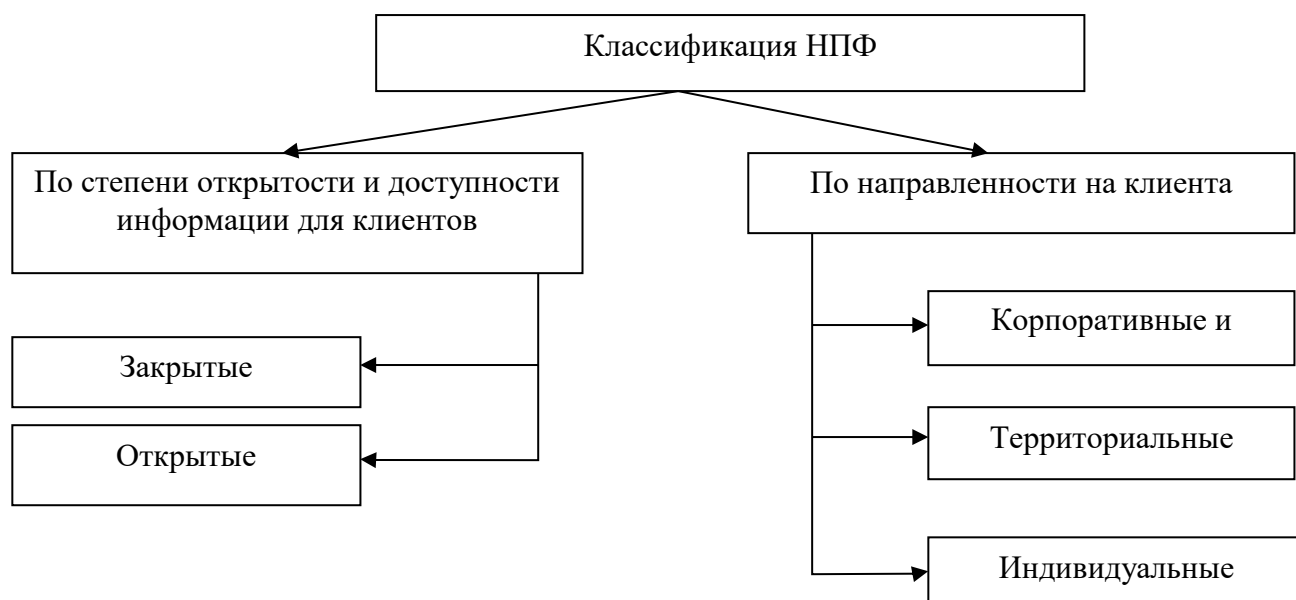 Классификация НПФ
По степени открытости и доступности
информации для клиентов
По направленности на клиента
Закрытые
Открытые
Корпоративные и
Территориальные
Индивидуальные